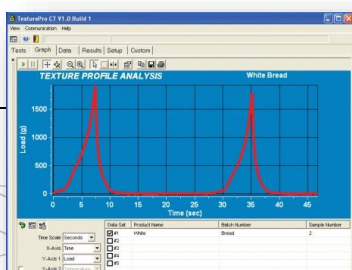 TexturePro CT V1.0 Build 1
View Communication Help
Tests Graph Data Results Setup Custom
TEXTURE PROFILE ANALYSIS White Bread
Load (g)
1500
1000
500
0
0 5 10 15 20 25 30 35 40 45
Time (sec)
Data Set Product Name Batch Number Sample Number
#1 White Bread 2
#2
#3
#4
#5
Time Scale Seconds
X-Axis Time
Y-Axis 1 Load
Y-Axis 2